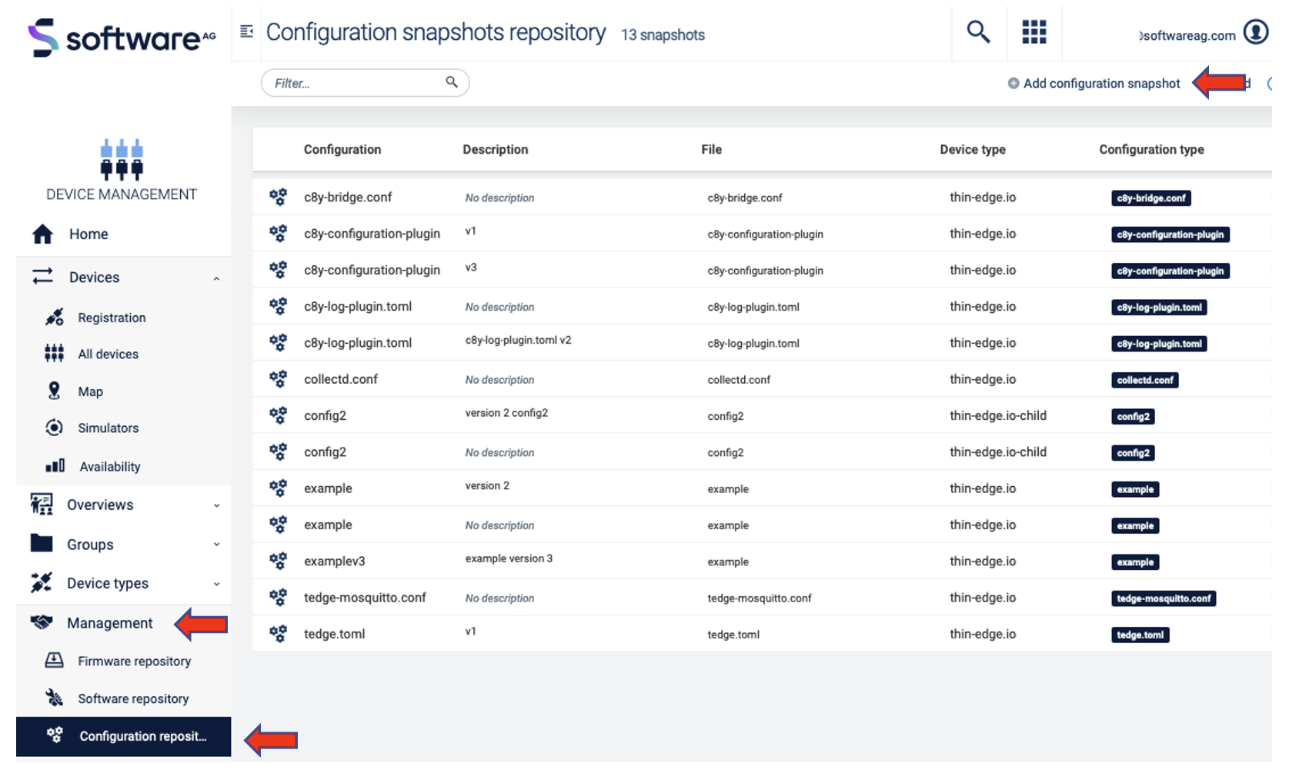 software AG
Configuration snapshots repository 13 snapshots
softwareag.com
Filter...
Add configuration snapshot
d
DEVICE MANAGEMENT
Home
Devices
Registration
All devices
Map
Simulators
Availability
Overviews
Groups
Device types
Management
Firmware repository
Software repository
Configuration reposit...
Configuration Description File Device type Configuration type
c8y-bridge.conf No description c8y-bridge.conf thin-edge.io c8y-bridge.conf
c8y-configuration-plugin v1 c8y-configuration-plugin thin-edge.io c8y-configuration-plugin
c8y-configuration-plugin v3 c8y-configuration-plugin thin-edge.io c8y-configuration-plugin
c8y-log-plugin.toml No description c8y-log-plugin.toml thin-edge.io c8y-log-plugin.toml
c8y-log-plugin.toml c8y-log-plugin.toml v2 c8y-log-plugin.toml thin-edge.io c8y-log-plugin.toml
collectd.conf No description collectd.conf thin-edge.io collectd.conf
config2 version 2 config2 config2 thin-edge.io-child config2
config2 No description config2 thin-edge.io-child config2
example version 2 example thin-edge.io example
example No description example thin-edge.io example
examplev3 example version 3 example thin-edge.io example
tedge-mosquitto.conf No description tedge-mosquitto.conf thin-edge.io tedge-mosquitto.conf
tedge.toml v1 tedge.toml thin-edge.io tedge.toml